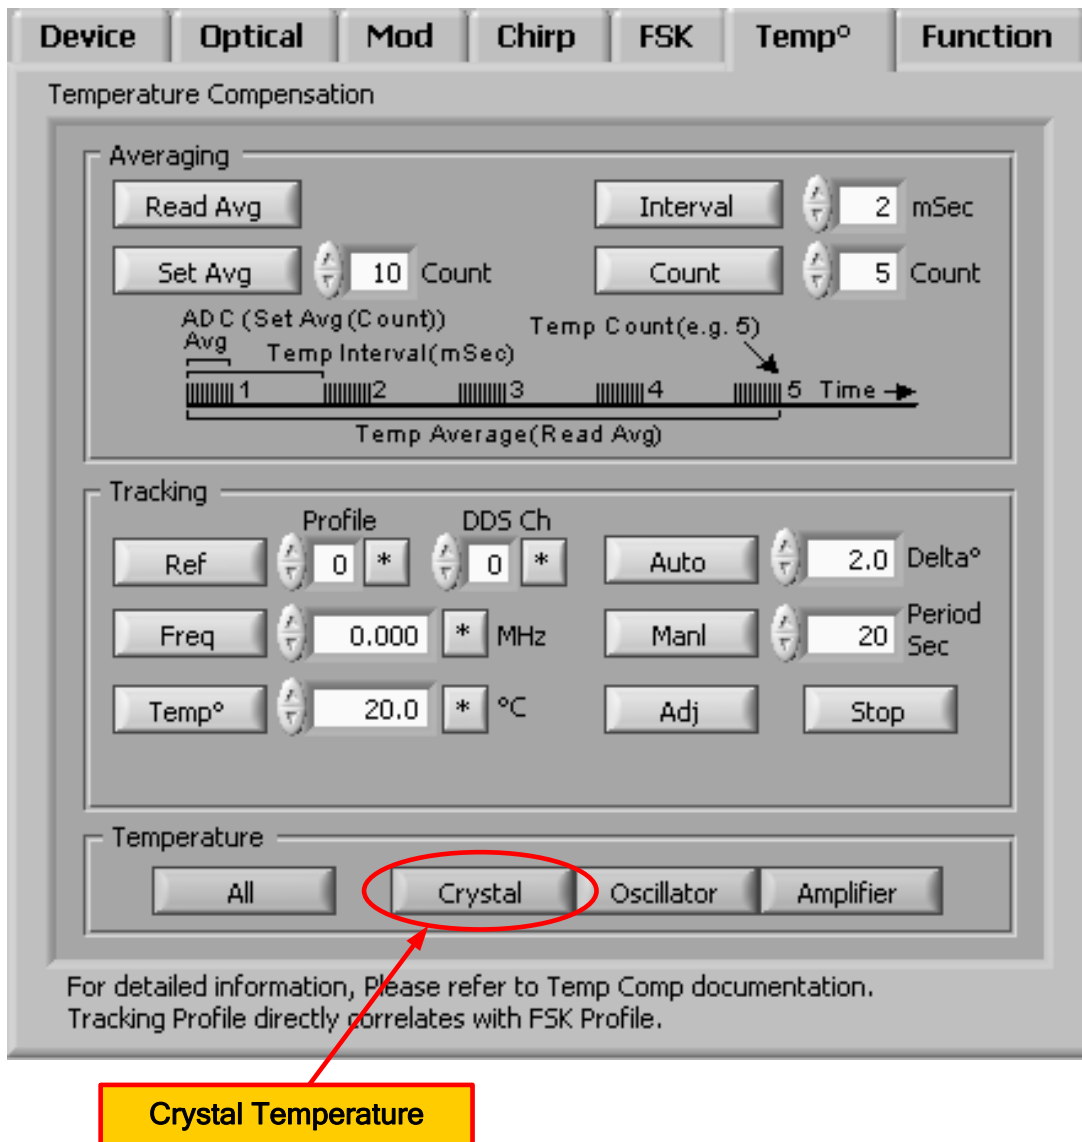 Device Optical Mod Chirp FSK Temp° Function
Temperature Compensation
Averaging
Read Avg Interval 2 mSec
Set Avg 10 Count Count 5 Count
ADC (Set Avg(Count))
Avg Temp Interval(mSec) Temp Count(e.g. 5)
1 2 3 4 5 Time
Temp Average(Read Avg)
Tracking
Profile DDS Ch
Ref 0 * 0 * Auto 2.0 Delta°
Freq 0.000 * MHz Manl 20 Period Sec
Temp° 20.0 * °C Adj Stop
Temperature
All Crystal Oscillator Amplifier
For detailed information, Please refer to Temp Comp documentation.
Tracking Profile directly correlates with FSK Profile.
Crystal Temperature